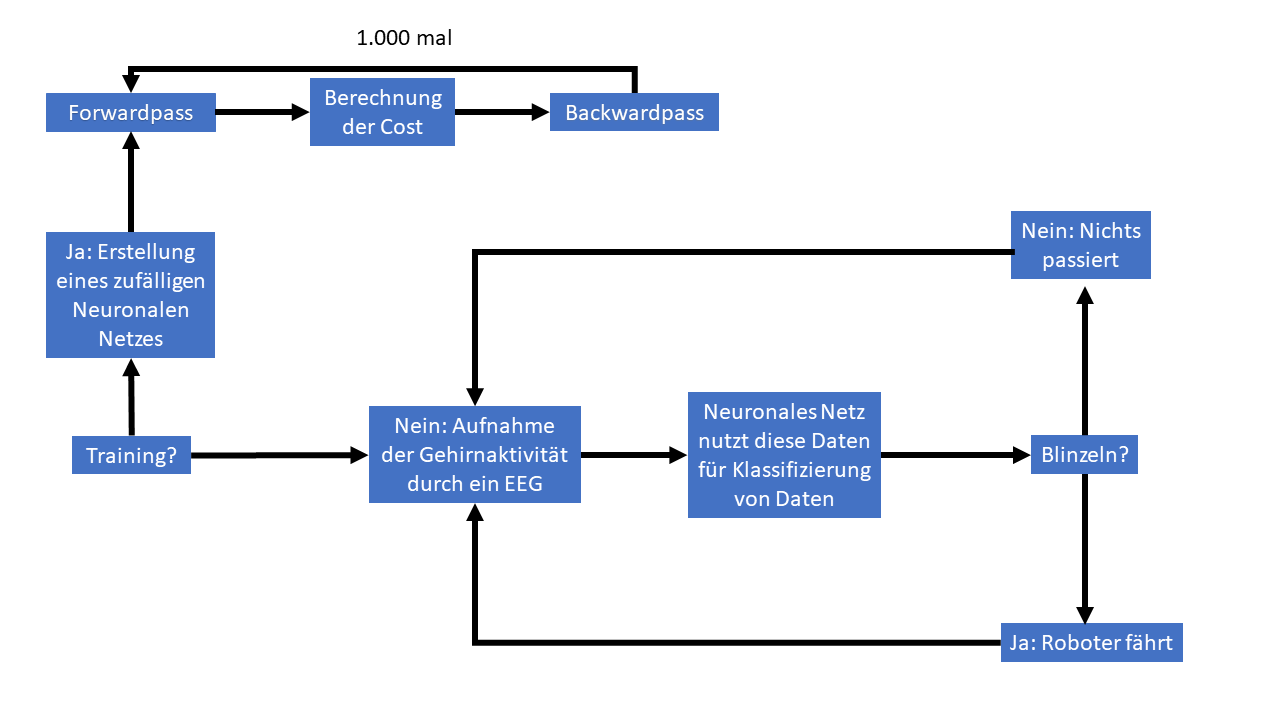 1.000 mal
Forwardpass
Berechnung
der Cost
Backwardpass
Ja: Erstellung
eines zufälligen
Neuronalen
Netzes
Nein: Nichts
passiert
Training?
Nein: Aufnahme
der Gehirnaktivität
durch ein EEG
Neuronales Netz
nutzt diese Daten
für Klassifizierung
von Daten
Blinzeln?
Ja: Roboter fährt